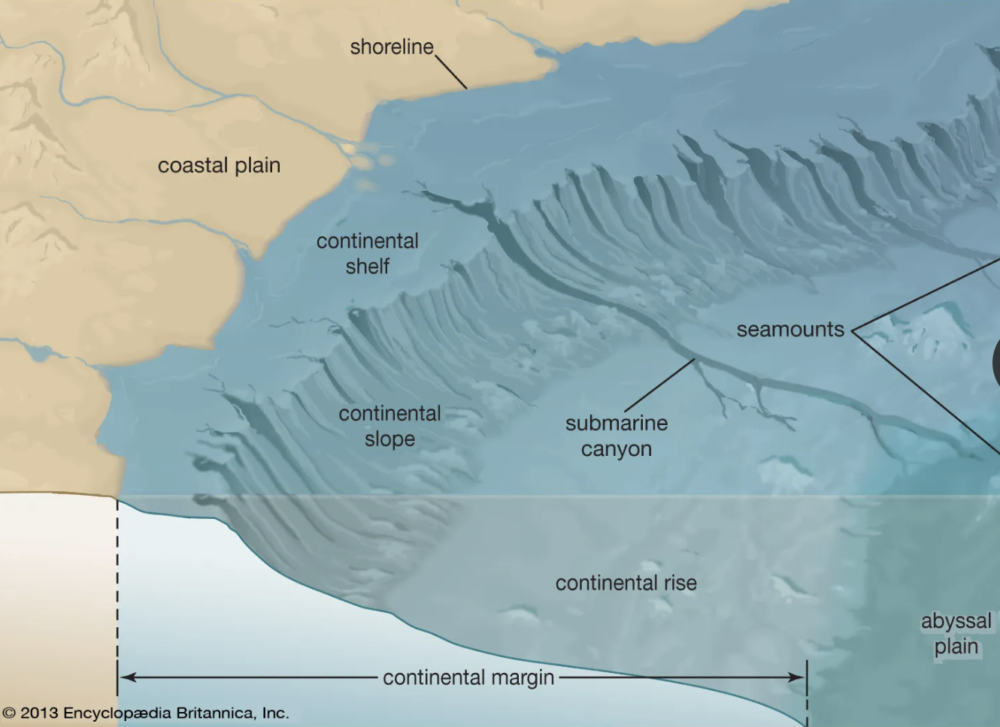 shoreline
coastal plain
continental
shelf
seamounts
continental
slope
submarine
canyon
continental rise
abyssal
plain
continental margin
© 2013 Encyclopædia Britannica, Inc.